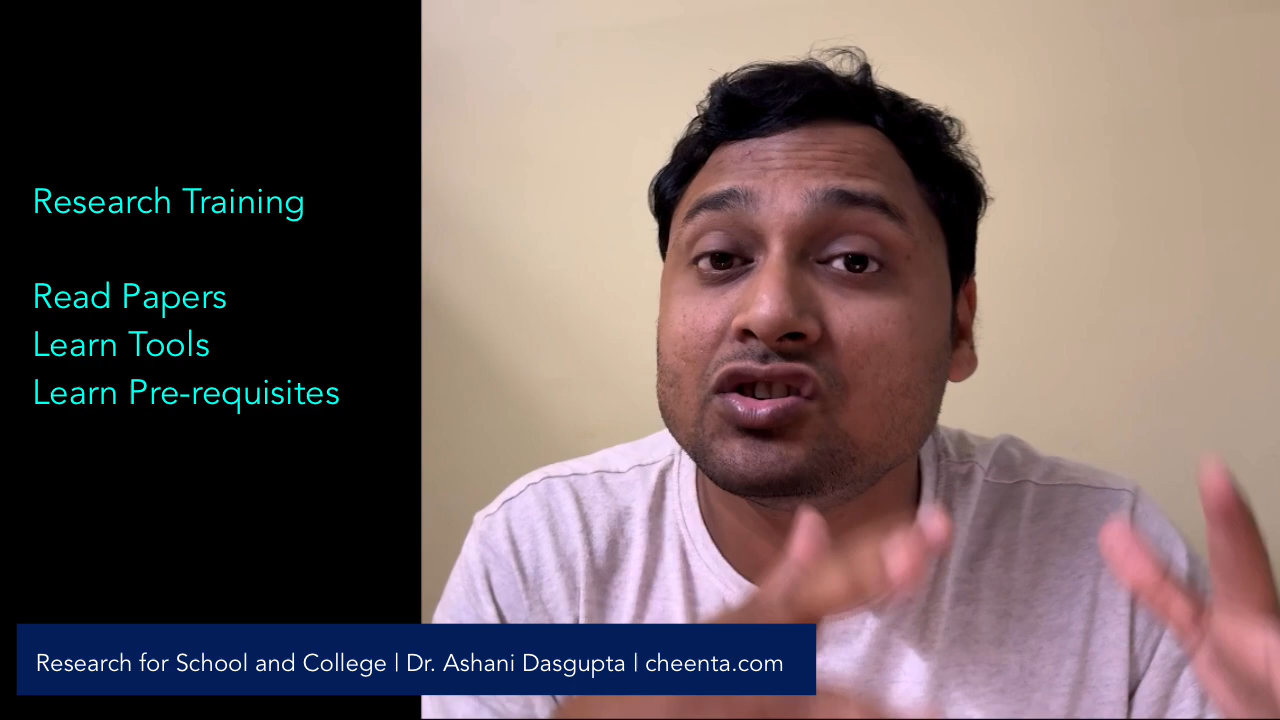 Research Training
Read Papers
Learn Tools
Learn Pre-requisites
Research for School and College | Dr. Ashani Dasgupta | cheenta.com